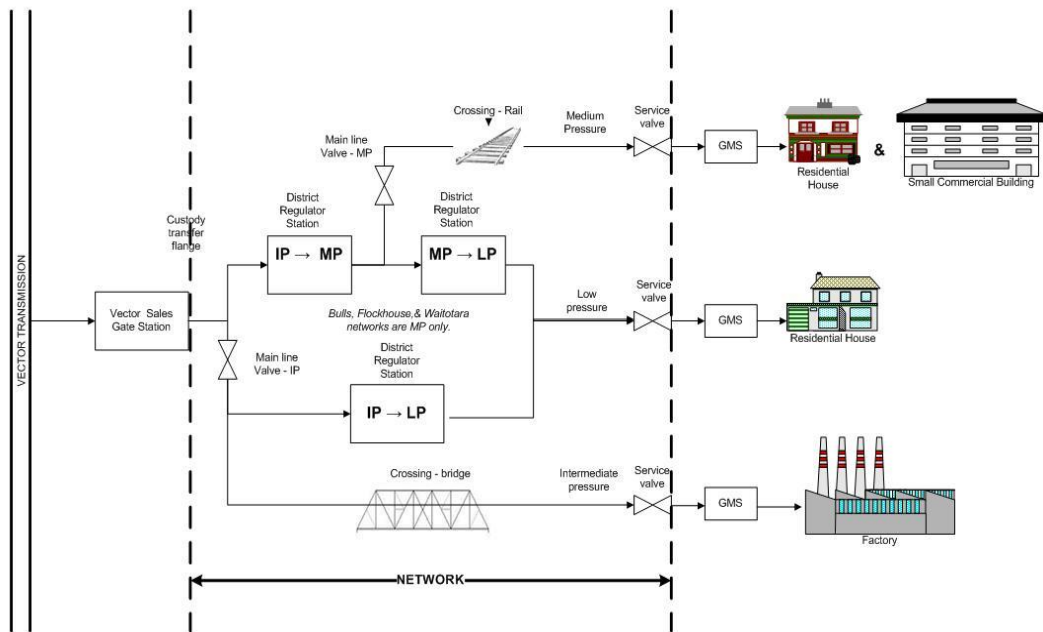 VECTOR TRANSMISSION
Vector Sales
Gate Station
Custody
transfer
flange
Main line
Valve - MP
Crossing - Rail
Medium
Pressure
Service
valve
GMS
Residential
House
&
Small Commercial Building
District
Regulator
Station
IP → MP
District
Regulator
Station
MP → LP
Bulls, Flockhouse,& Waitotara
networks are MP only.
Low
pressure
Service
valve
GMS
Residential House
Main line
Valve - IP
District
Regulator
Station
IP → LP
Crossing - bridge
Intermediate
pressure
Service
valve
GMS
Factory
NETWORK